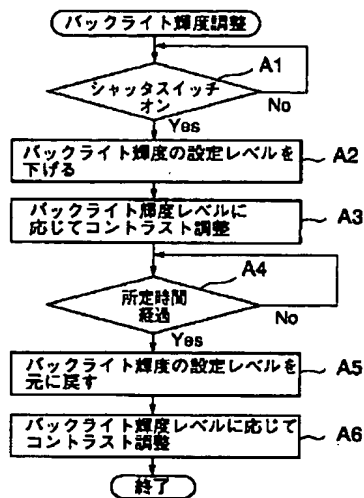 バックライト輝度調整
A1
シャッタスイッチ
オン
No
Yes
バックライト輝度の設定レベルを
下げる
A2
バックライト輝度レベルに
応じてコントラスト調整
A3
A4
所定時間
経過
No
Yes
バックライト輝度の設定レベルを
元に戻す
A5
バックライト輝度レベルに応じて
コントラスト調整
A6
終了